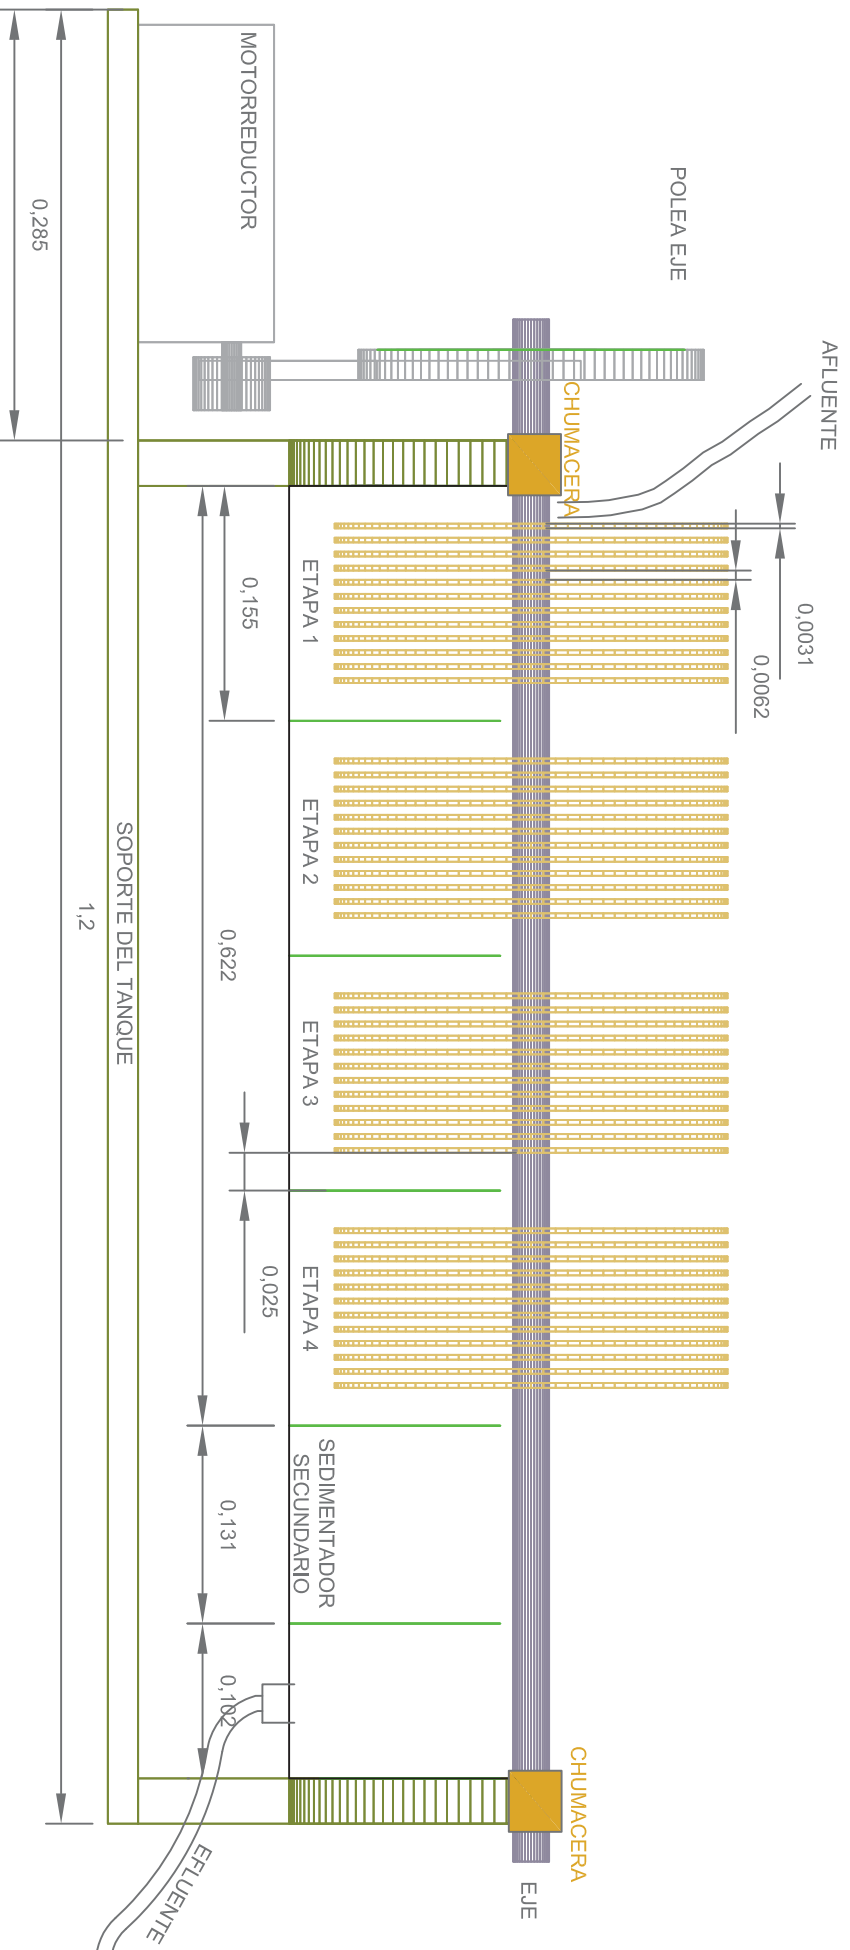 POLEA EJE
AFLUENTE
MOTORREDUCTOR
CHUMACERA
CHUMACERA
EJE
0,0031
0,0062
ETAPA 1
ETAPA 2
ETAPA 3
ETAPA 4
SEDIMENTADOR
SECUNDARIO
0,155
0,025
0,622
0,131
0,102
EFLUENTE
SOPORTE DEL TANQUE
1,2
0,285